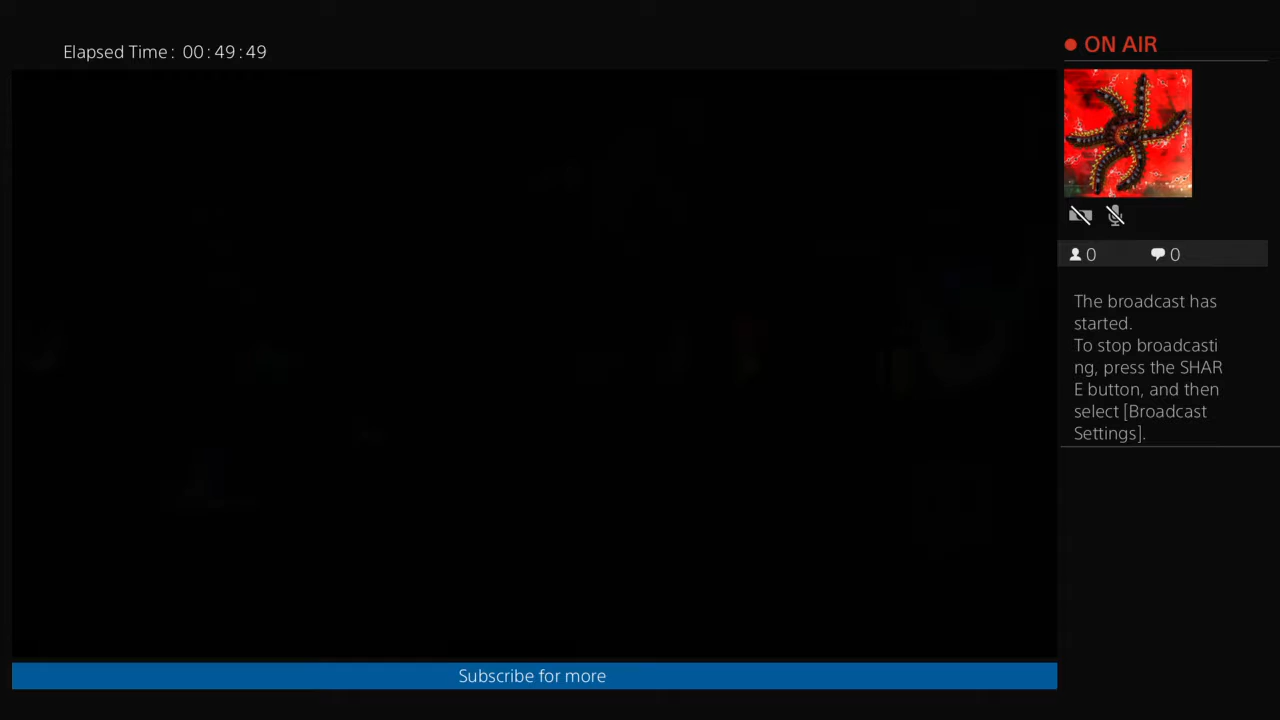 Elapsed Time: 00:49:49
ON AIR
0 0
The broadcast has
started.
To stop broadcasti
ng, press the SHAR
E button, and then
select [Broadcast
Settings].
Subscribe for more